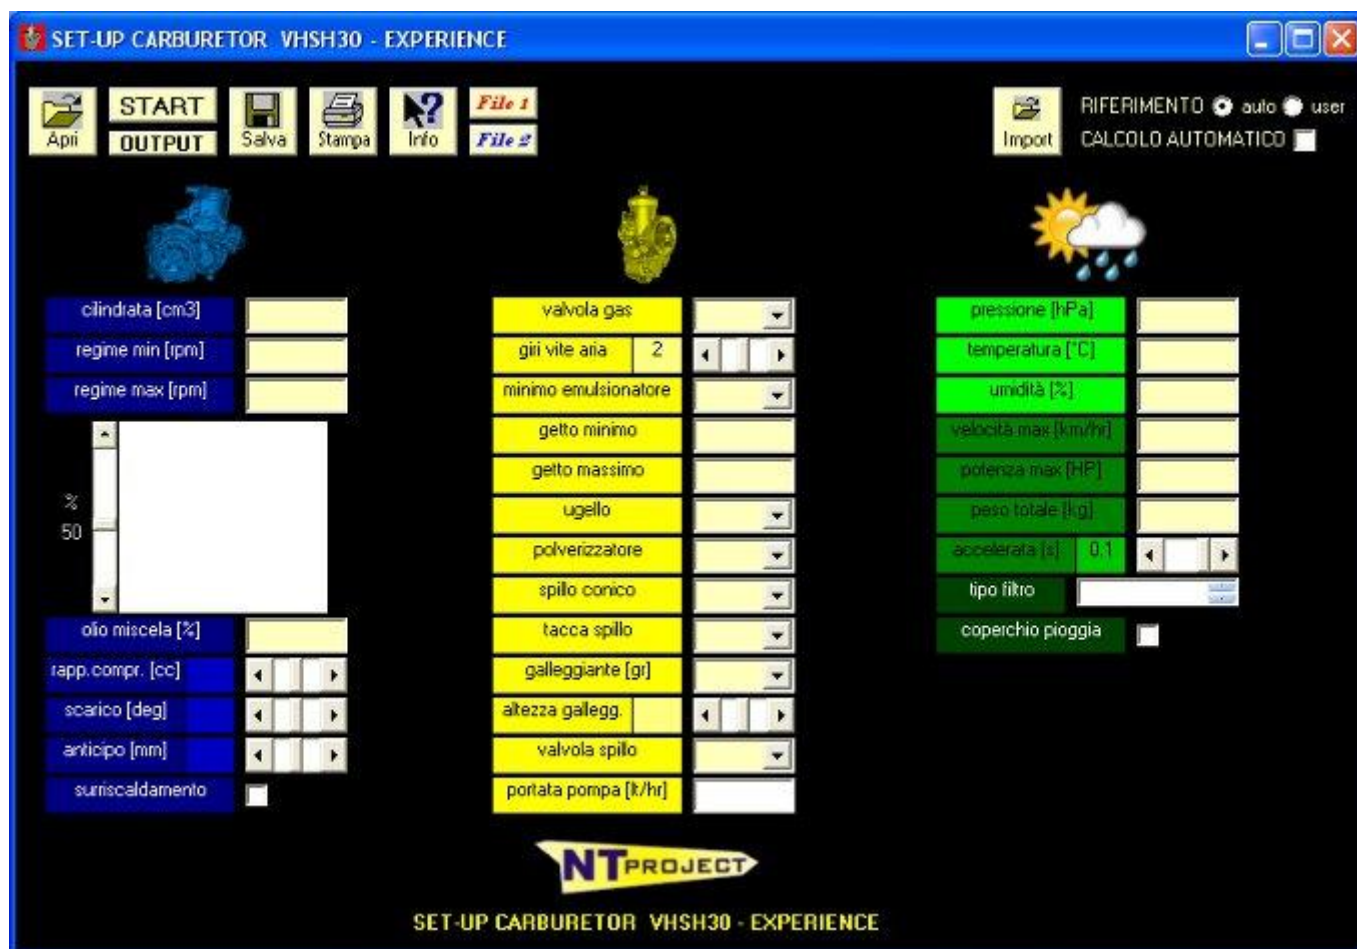 SET-UP CARBURETOR VHSH30 - EXPERIENCE
Apri
START
OUTPUT
Salva
Stampa
Info
File 1
File 2
Import
RIFERIMENTO auto user
CALCOLO AUTOMATICO
cilindrata [cm3]
regime min [rpm]
regime max [rpm]
%
50
olio miscela [%]
rapp.compr. [cc]
scarico [deg]
anticipo [mm]
surriscaldamento
valvola gas
giri vite aria 2
minimo emulsionatore
getto minimo
getto massimo
ugello
polverizzatore
spillo conico
tacca spillo
galleggiante [gr]
altezza gallegg.
valvola spillo
portata pompa [lt/hr]
pressione [hPa]
temperatura [°C]
umidità [%]
velocità max [km/hr]
potenza max [HP]
peso totale [kg]
accelerata [s] 0.1
tipo filtro
coperchio pioggia
NTPROJECT
SET-UP CARBURETOR VHSH30 - EXPERIENCE